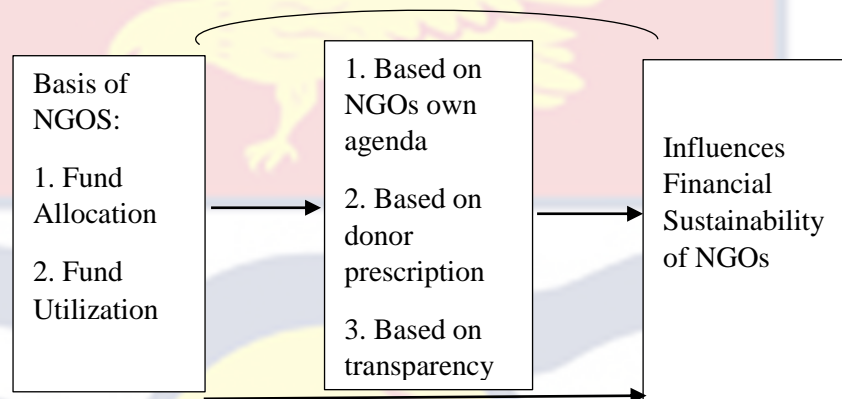 Basis of
NGOS:
1. Fund
Allocation
2. Fund
Utilization
1. Based on
NGOs own
agenda
2. Based on
donor
prescription
3. Based on
transparency
Influences
Financial
Sustainability
of NGOs